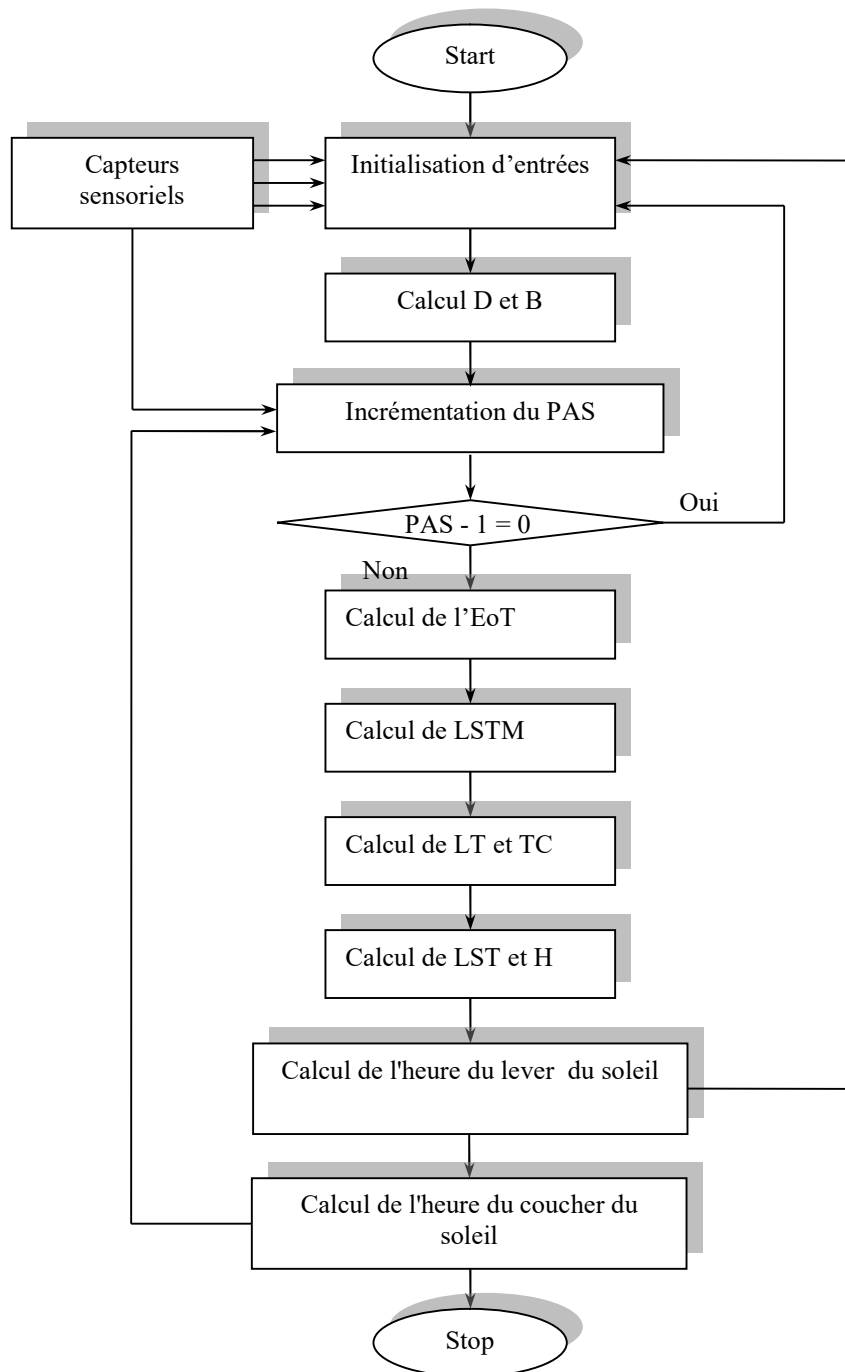 Start
Capteurs
sensoriels
Initialisation d’entrées
Calcul D et B
Incrémentation du PAS
PAS - 1 = 0
Oui
Non
Calcul de l’EoT
Calcul de LSTM
Calcul de LT et TC
Calcul de LST et H
Calcul de l'heure du lever du soleil
Calcul de l'heure du coucher du
soleil
Stop